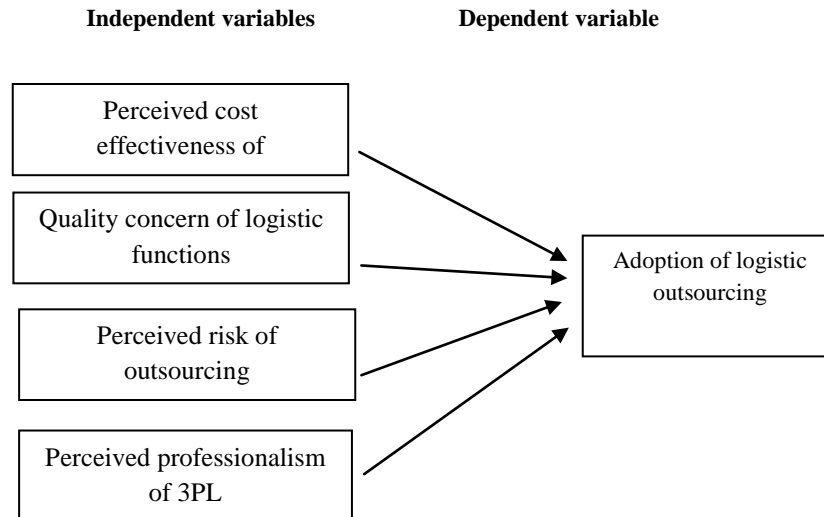 Independent variables
Dependent variable
Perceived cost
effectiveness of
Quality concern of logistic
functions
Perceived risk of
outsourcing
Perceived professionalism
of 3PL
Adoption of logistic
outsourcing